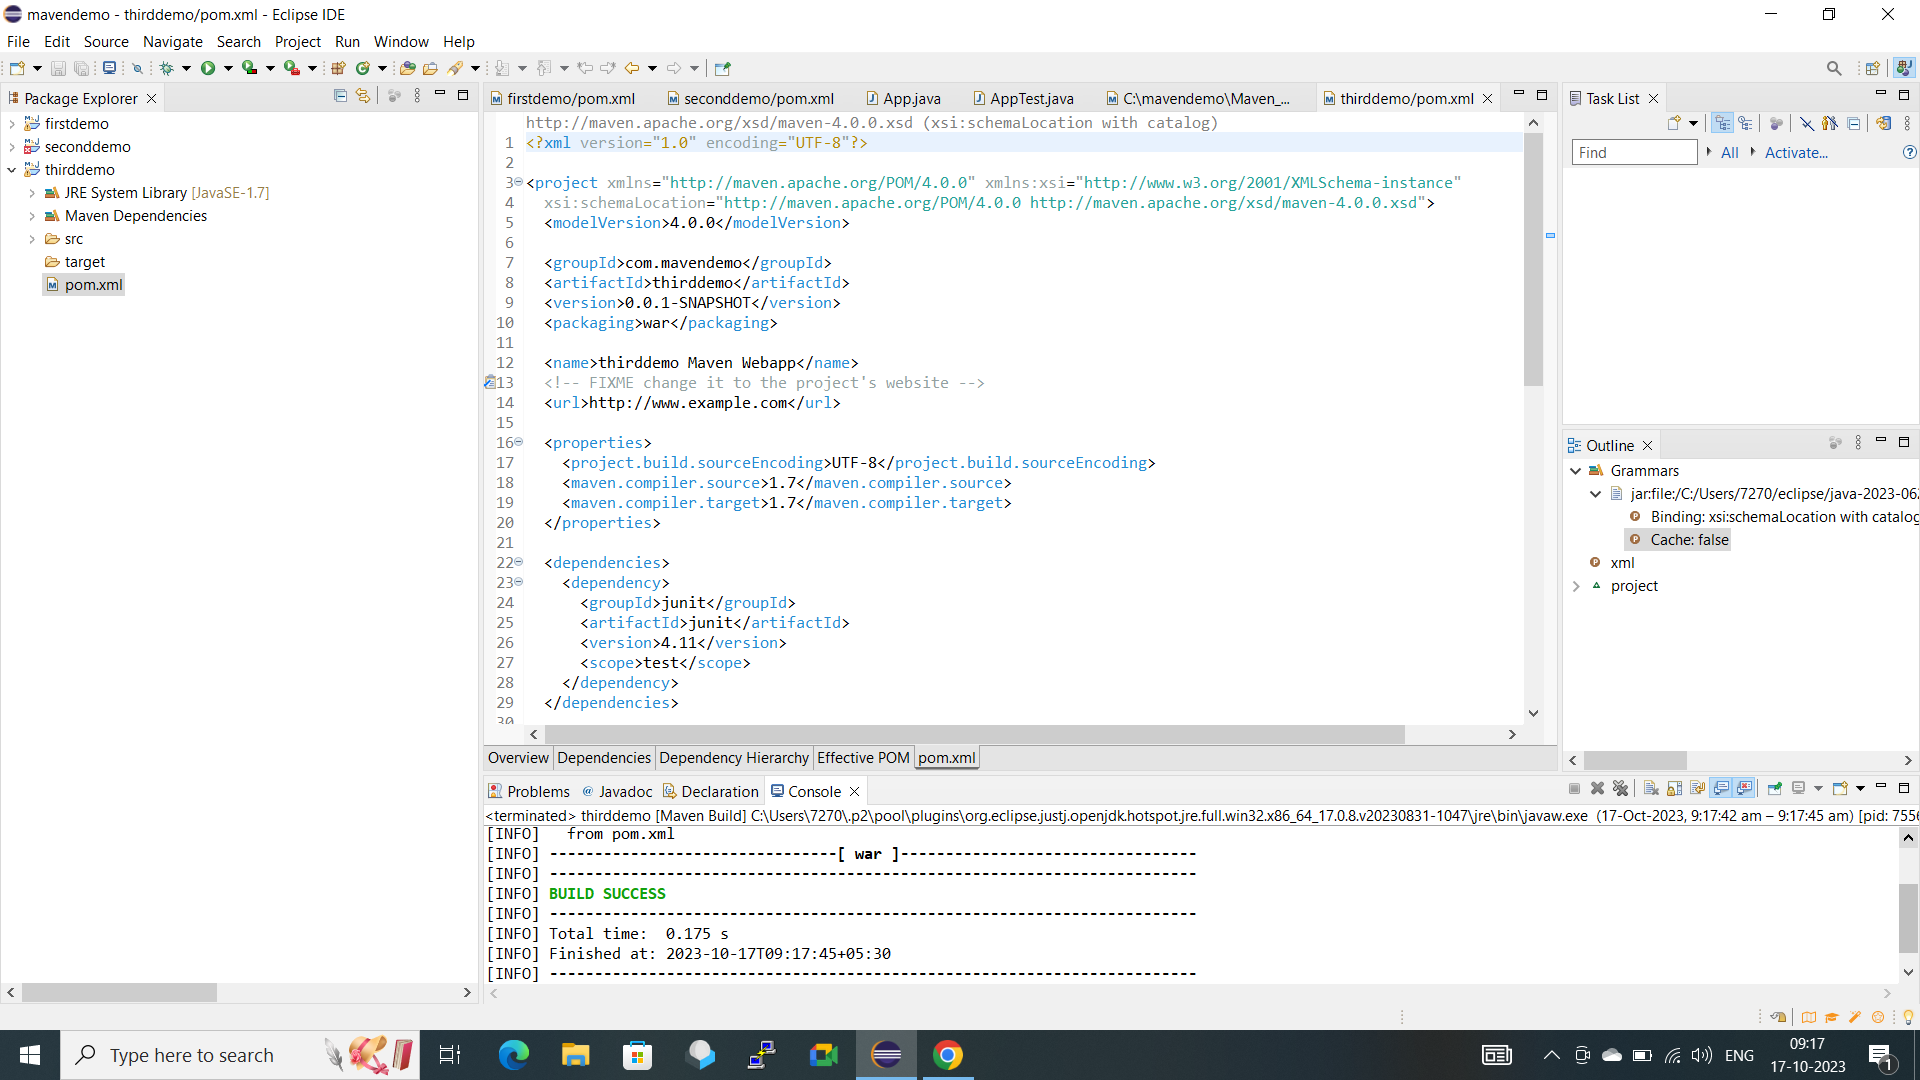 mavendemo - thirddemo/pom.xml - Eclipse IDE
File Edit Source Navigate Search Project Run Window Help
Package Explorer
firstdemo
seconddemo
thirddemo
JRE System Library [JavaSE-1.7]
Maven Dependencies
src
target
pom.xml
firstdemo/pom.xml seconddemo/pom.xml App.java AppTest.java C:\mavendemo\Maven_... thirddemo/pom.xml
http://maven.apache.org/xsd/maven-4.0.0.xsd (xsi:schemaLocation with catalog)
1 <?xml version="1.0" encoding="UTF-8"?>
2
3 <project xmlns="http://maven.apache.org/POM/4.0.0" xmlns:xsi="http://www.w3.org/2001/XMLSchema-instance"
4 xsi:schemaLocation="http://maven.apache.org/POM/4.0.0 http://maven.apache.org/xsd/maven-4.0.0.xsd">
5 <modelVersion>4.0.0</modelVersion>
6
7 <groupId>com.mavendemo</groupId>
8 <artifactId>thirddemo</artifactId>
9 <version>0.0.1-SNAPSHOT</version>
10 <packaging>war</packaging>
11
12 <name>thirddemo Maven Webapp</name>
13 <!-- FIXME change it to the project's website -->
14 <url>http://www.example.com</url>
15
16 <properties>
17 <project.build.sourceEncoding>UTF-8</project.build.sourceEncoding>
18 <maven.compiler.source>1.7</maven.compiler.source>
19 <maven.compiler.target>1.7</maven.compiler.target>
20 </properties>
21
22 <dependencies>
23 <dependency>
24 <groupId>junit</groupId>
25 <artifactId>junit</artifactId>
26 <version>4.11</version>
27 <scope>test</scope>
28 </dependency>
29 </dependencies>
30
Overview Dependencies Dependency Hierarchy Effective POM pom.xml
Task List
Find All Activate...
Outline
Grammars
jar:file:/C:/Users/7270/eclipse/java-2023-06
Binding: xsi:schemaLocation with catalog
Cache: false
xml
project
Problems @ Javadoc Declaration Console
<terminated> thirddemo [Maven Build] C:\Users\7270\.p2\pool\plugins\org.eclipse.justj.openjdk.hotspot.jre.full.win32.x86_64_17.0.8.v20230831-1047\jre\bin\javaw.exe (17-Oct-2023, 9:17:42 am – 9:17:45 am) [pid: 7556
[INFO] from pom.xml
[INFO] --------------------------------[ war ]---------------------------------
[INFO] ------------------------------------------------------------------------
[INFO] BUILD SUCCESS
[INFO] ------------------------------------------------------------------------
[INFO] Total time: 0.175 s
[INFO] Finished at: 2023-10-17T09:17:45+05:30
[INFO] ------------------------------------------------------------------------
Type here to search
ENG
09:17
17-10-2023
1